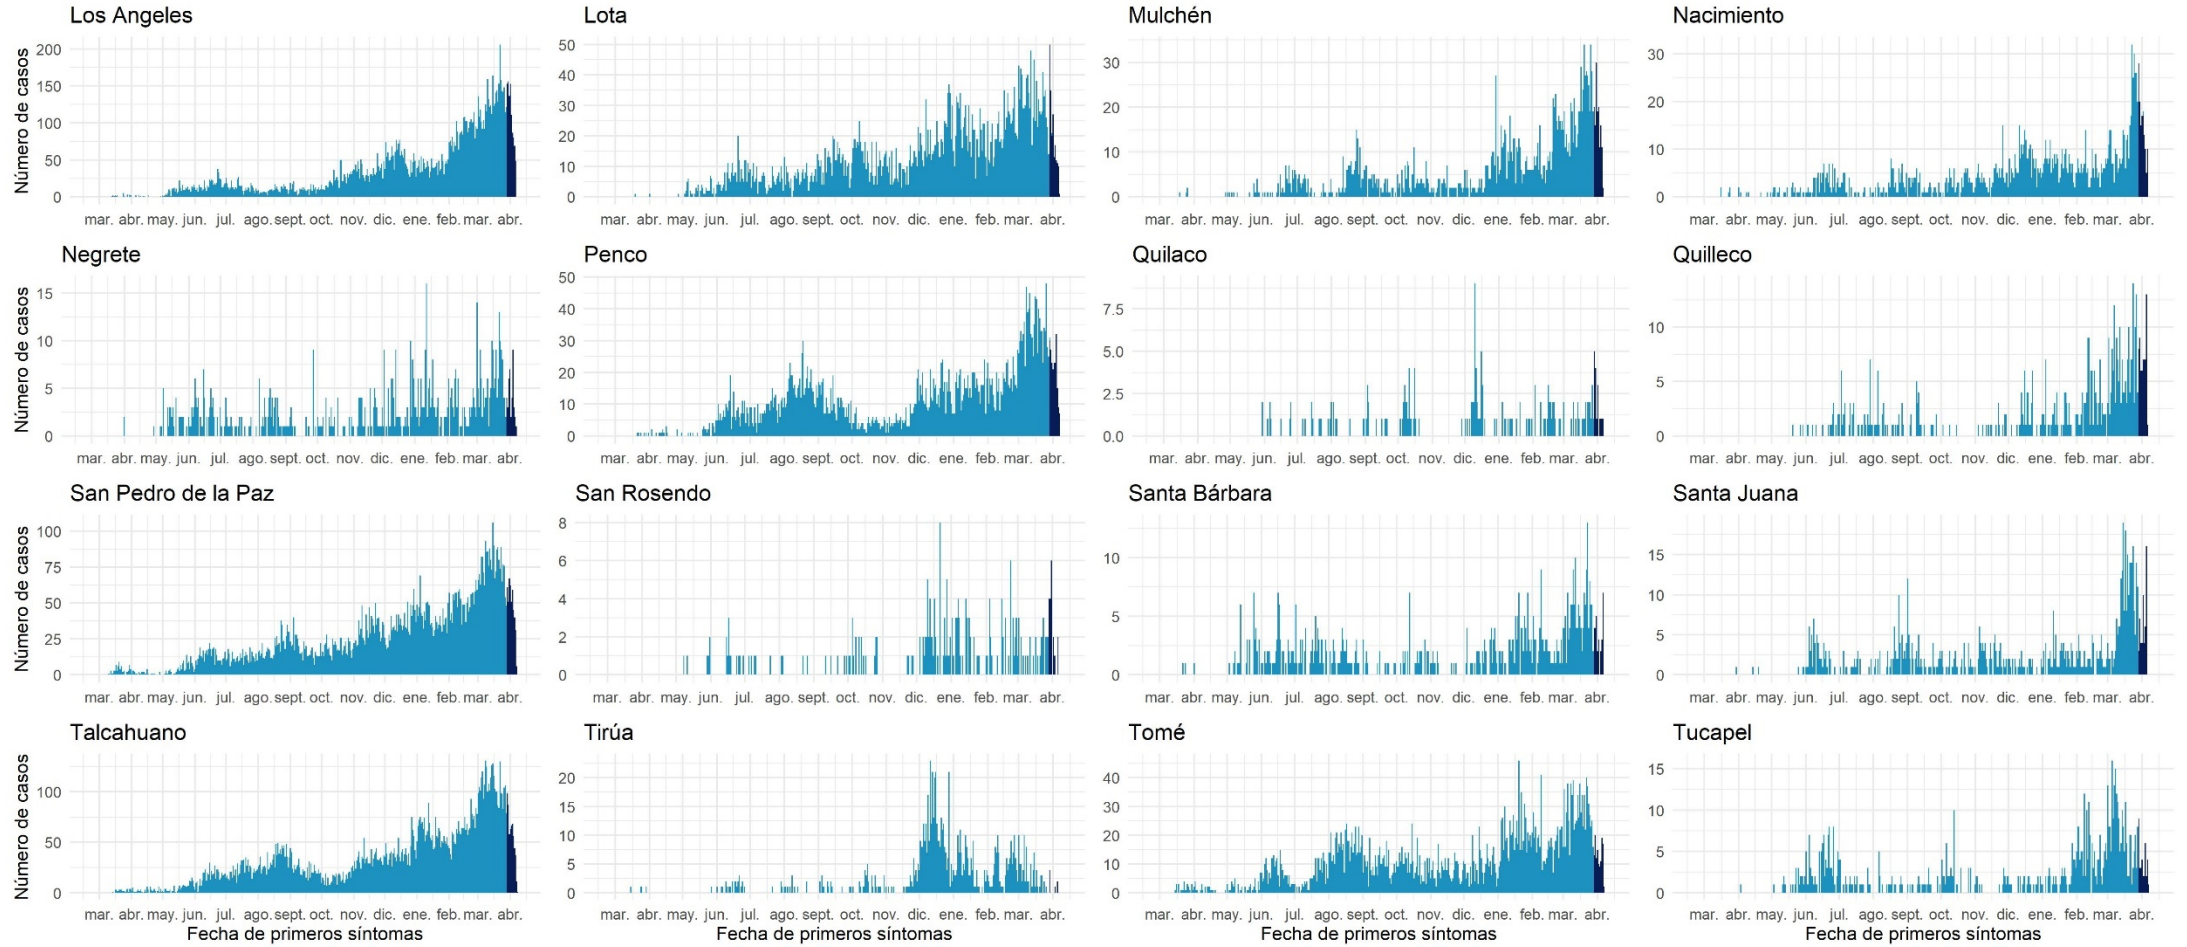 Los Angeles
Número de casos
200
150
100
50
0
mar. abr. may. jun. jul. ago. sept. oct. nov. dic. ene. feb. mar. abr.
Lota
50
40
30
20
10
0
mar. abr. may. jun. jul. ago. sept. oct. nov. dic. ene. feb. mar. abr.
Mulchén
30
20
10
0
mar. abr. may. jun. jul. ago. sept. oct. nov. dic. ene. feb. mar. abr.
Nacimiento
30
20
10
0
mar. abr. may. jun. jul. ago. sept. oct. nov. dic. ene. feb. mar. abr.
Negrete
Número de casos
15
10
5
0
mar. abr. may. jun. jul. ago. sept. oct. nov. dic. ene. feb. mar. abr.
Penco
50
40
30
20
10
0
mar. abr. may. jun. jul. ago. sept. oct. nov. dic. ene. feb. mar. abr.
Quilaco
7.5
5.0
2.5
0.0
mar. abr. may. jun. jul. ago. sept. oct. nov. dic. ene. feb. mar. abr.
Quilleco
10
5
0
mar. abr. may. jun. jul. ago. sept. oct. nov. dic. ene. feb. mar. abr.
San Pedro de la Paz
Número de casos
100
75
50
25
0
mar. abr. may. jun. jul. ago. sept. oct. nov. dic. ene. feb. mar. abr.
San Rosendo
8
6
4
2
0
mar. abr. may. jun. jul. ago. sept. oct. nov. dic. ene. feb. mar. abr.
Santa Bárbara
10
5
0
mar. abr. may. jun. jul. ago. sept. oct. nov. dic. ene. feb. mar. abr.
Santa Juana
15
10
5
0
mar. abr. may. jun. jul. ago. sept. oct. nov. dic. ene. feb. mar. abr.
Talcahuano
Número de casos
100
50
0
mar. abr. may. jun. jul. ago. sept. oct. nov. dic. ene. feb. mar. abr.
Fecha de primeros síntomas
Tirúa
20
15
10
5
0
mar. abr. may. jun. jul. ago. sept. oct. nov. dic. ene. feb. mar. abr.
Fecha de primeros síntomas
Tomé
40
30
20
10
0
mar. abr. may. jun. jul. ago. sept. oct. nov. dic. ene. feb. mar. abr.
Fecha de primeros síntomas
Tucapel
15
10
5
0
mar. abr. may. jun. jul. ago. sept. oct. nov. dic. ene. feb. mar. abr.
Fecha de primeros síntomas